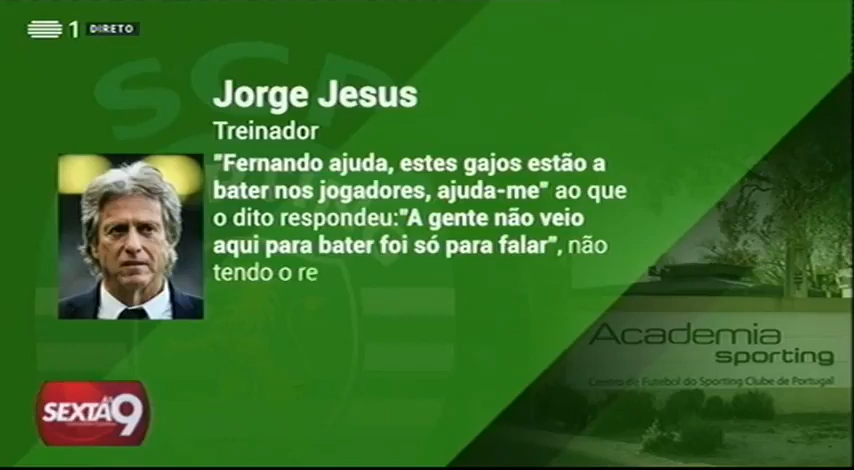 1 DIRETO
SCP
Jorge Jesus
Treinador
"Fernando ajuda, estes gajos estão a
bater nos jogadores, ajuda-me" ao que
o dito respondeu:"A gente não veio
aqui para bater foi só para falar", não
tendo o re
Academia
sporting
Centro de Futebol do Sporting Clube de Portugal
SEXTA
ÀS
9